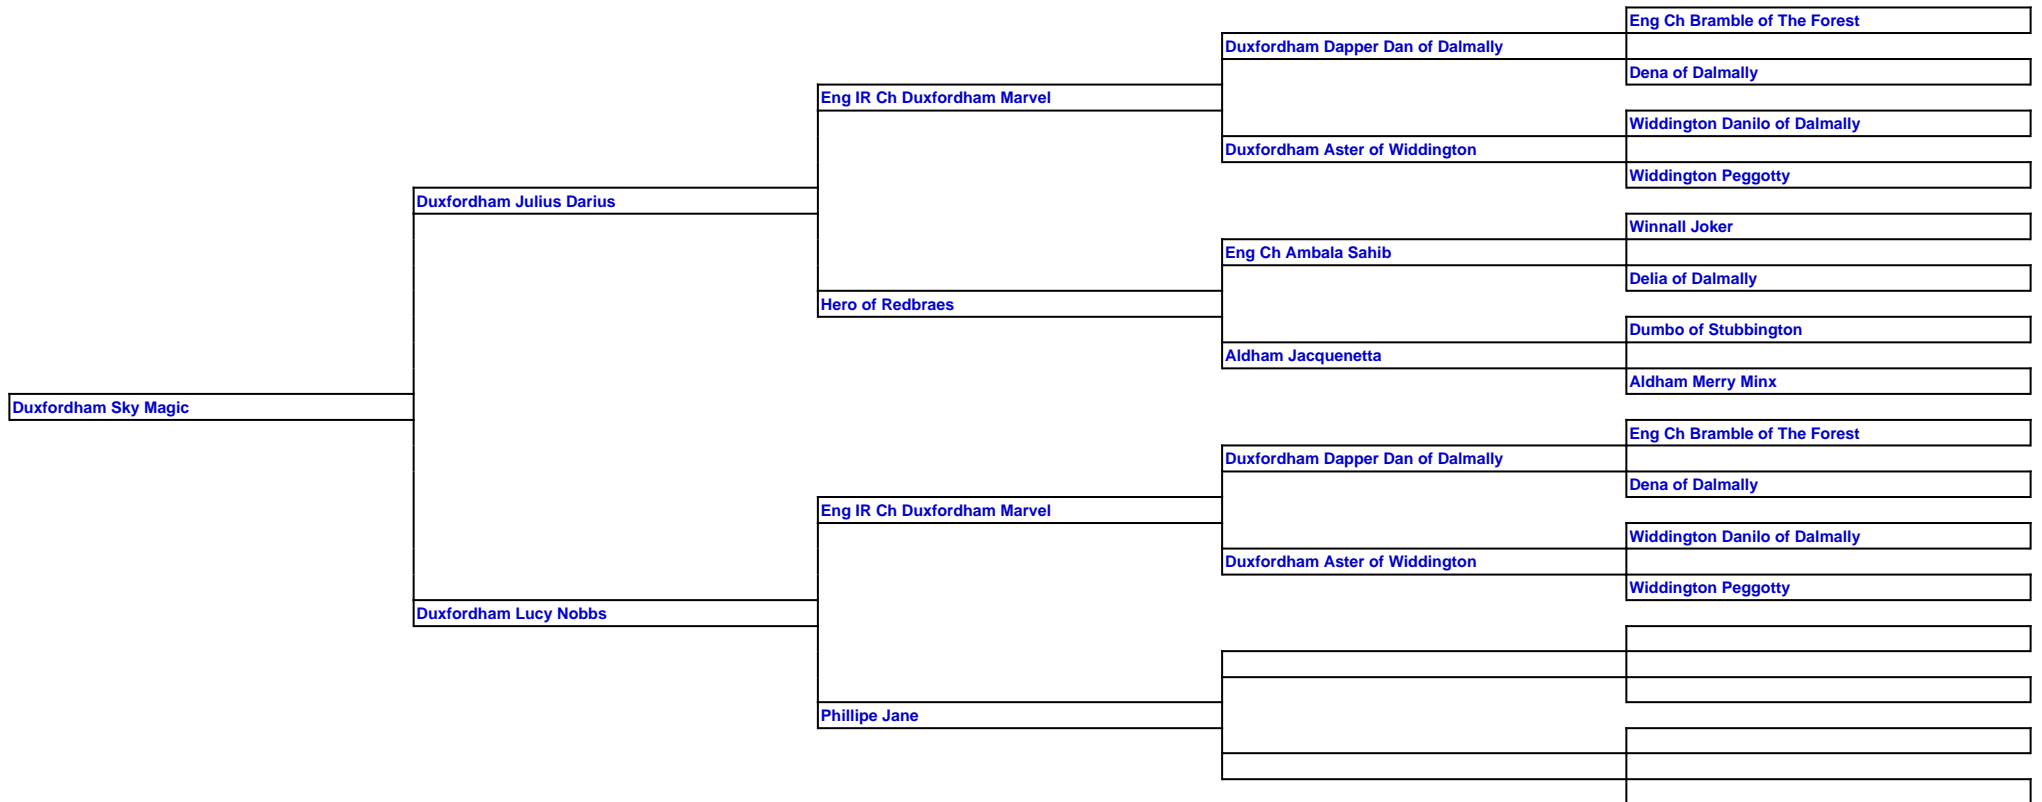 Eng Ch Bramble of The Forest
Duxfordham Dapper Dan of Dalmally
Dena of Dalmally
Eng IR Ch Duxfordham Marvel
Widdington Danilo of Dalmally
Duxfordham Aster of Widdington
Widdington Peggotty
Duxfordham Julius Darius
Winnall Joker
Eng Ch Ambala Sahib
Delia of Dalmally
Hero of Redbraes
Dumbo of Stubbington
Aldham Jacquenetta
Aldham Merry Minx
Duxfordham Sky Magic
Eng Ch Bramble of The Forest
Duxfordham Dapper Dan of Dalmally
Dena of Dalmally
Eng IR Ch Duxfordham Marvel
Widdington Danilo of Dalmally
Duxfordham Aster of Widdington
Widdington Peggotty
Duxfordham Lucy Nobbs
Phillipe Jane